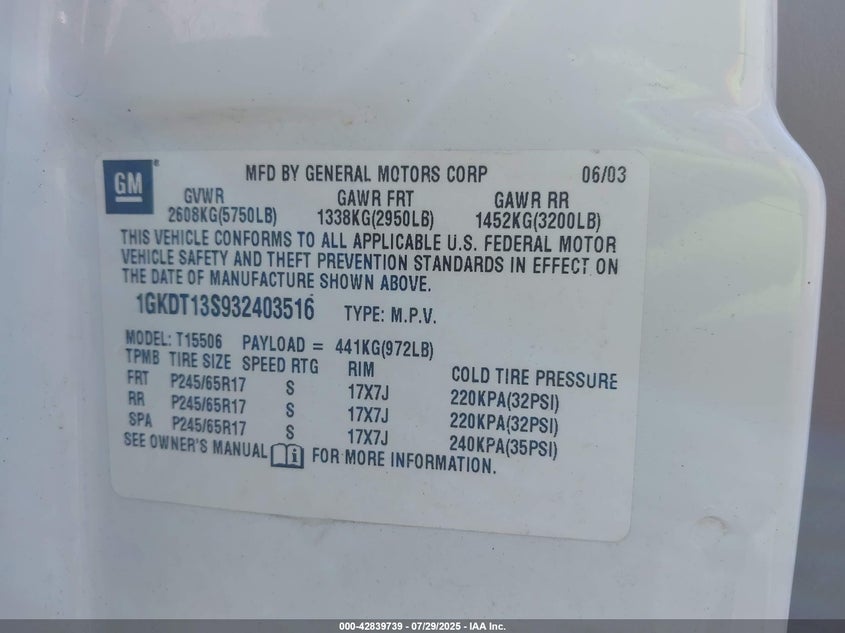 GM
MFD BY GENERAL MOTORS CORP 06/03
GVWR GAWR FRT GAWR RR
2608KG(5750LB) 1338KG(2950LB) 1452KG(3200LB)
THIS VEHICLE CONFORMS TO ALL APPLICABLE U.S. FEDERAL MOTOR
VEHICLE SAFETY AND THEFT PREVENTION STANDARDS IN EFFECT ON
THE DATE OF MANUFACTURE SHOWN ABOVE.
1GKDT13S932403516 TYPE: M.P.V.
MODEL: T15506 PAYLOAD = 441KG(972LB)
TPMB TIRE SIZE SPEED RTG RIM COLD TIRE PRESSURE
FRT P245/65R17 S 17X7J 220KPA(32PSI)
RR P245/65R17 S 17X7J 220KPA(32PSI)
SPA P245/65R17 S 17X7J 240KPA(35PSI)
SEE OWNER'S MANUAL i FOR MORE INFORMATION.
000-42839739 - 07/29/2025 - IAA Inc.